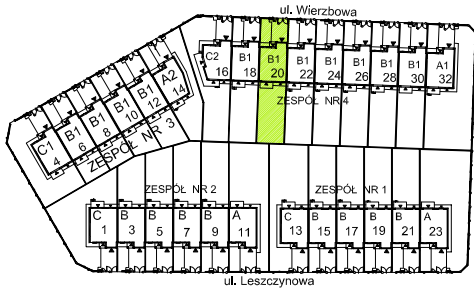 ul. Wierzbowa
C2 B1 B1 B1 B1 B1 B1 B1 A1
16 18 20 22 24 26 28 30 32
ZESPÓŁ NR 4
C1 B1 B1 B1 B1 A2
4 6 8 10 12 14
ZESPÓŁ NR 3
ZESPÓŁ NR 2
C B B B B A
1 3 5 7 9 11
ZESPÓŁ NR 1
C B B B B A
13 15 17 19 21 23
ul. Leszczynowa